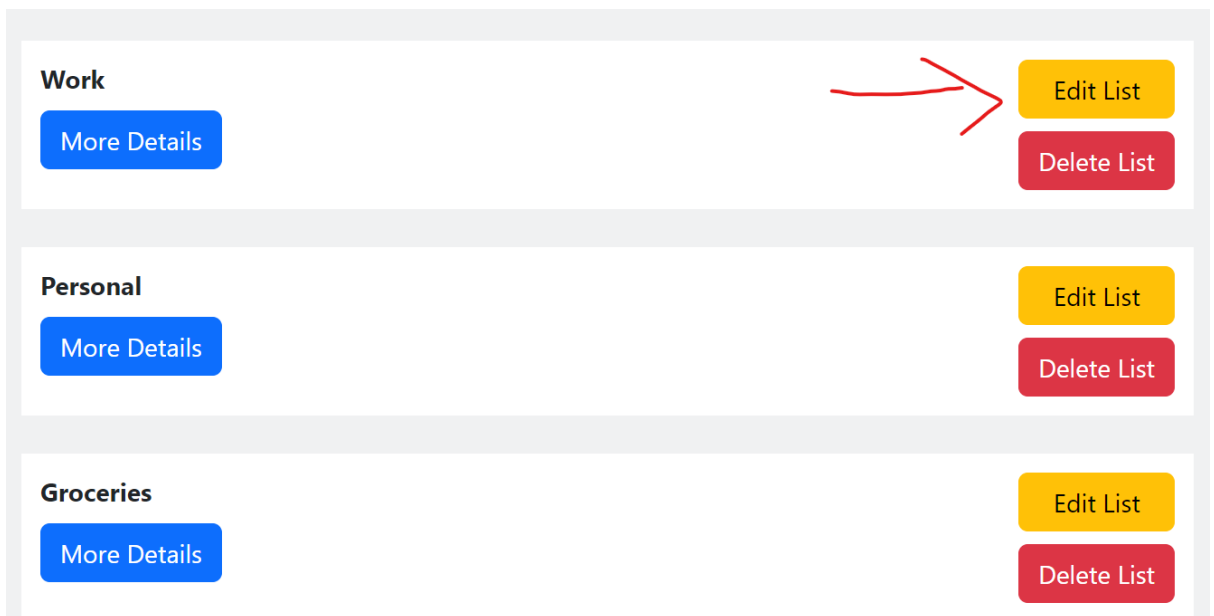 Work
Edit List
More Details
Delete List
Personal
Edit List
More Details
Delete List
Groceries
Edit List
More Details
Delete List